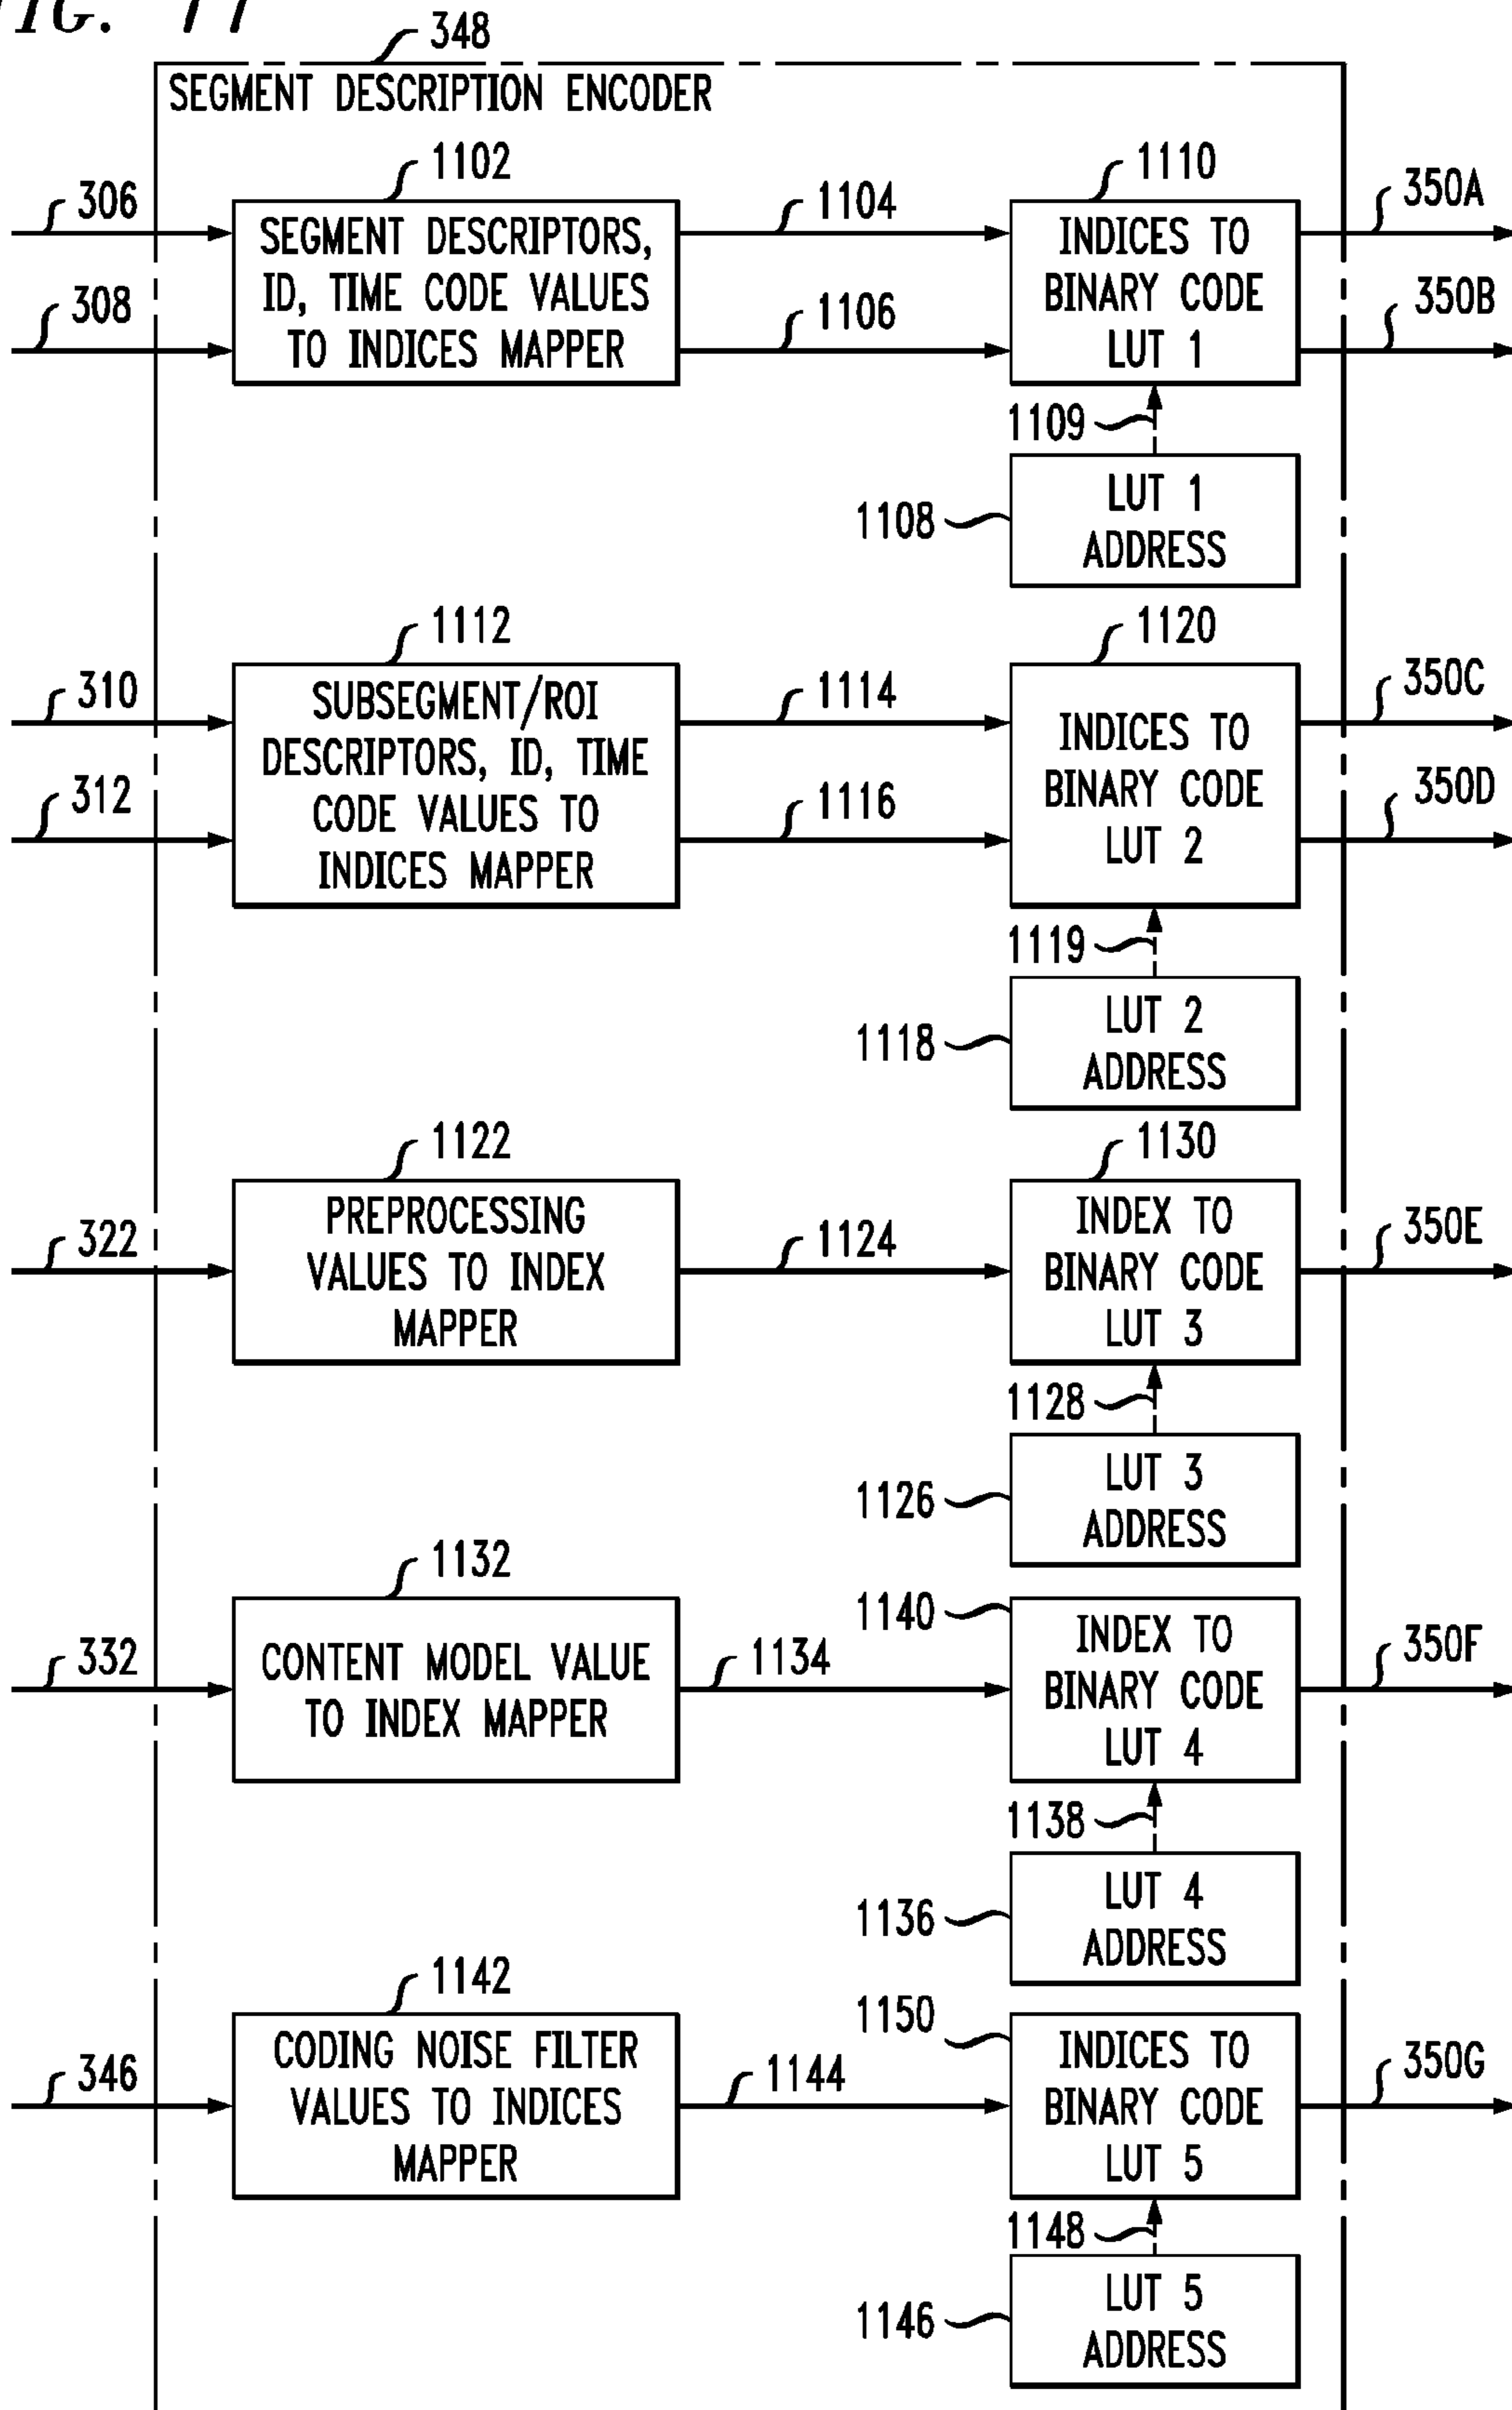 FIG. 11
348
SEGMENT DESCRIPTION ENCODER
1102
1110
306
1104
350A
SEGMENT DESCRIPTORS,
ID, TIME CODE VALUES
TO INDICES MAPPER
INDICES TO
BINARY CODE
LUT 1
308
1106
350B
1109
1108
LUT 1
ADDRESS
1112
1120
310
1114
350C
SUBSEGMENT/ROI
DESCRIPTORS, ID, TIME
CODE VALUES TO
INDICES MAPPER
INDICES TO
BINARY CODE
LUT 2
312
1116
350D
1119
1118
LUT 2
ADDRESS
1122
1130
322
PREPROCESSING
VALUES TO INDEX
MAPPER
1124
INDEX TO
BINARY CODE
LUT 3
350E
1128
1126
LUT 3
ADDRESS
1132
1140
332
CONTENT MODEL VALUE
TO INDEX MAPPER
1134
INDEX TO
BINARY CODE
LUT 4
350F
1138
1136
LUT 4
ADDRESS
1142
1150
346
CODING NOISE FILTER
VALUES TO INDICES
MAPPER
1144
INDICES TO
BINARY CODE
LUT 5
350G
1148
1146
LUT 5
ADDRESS